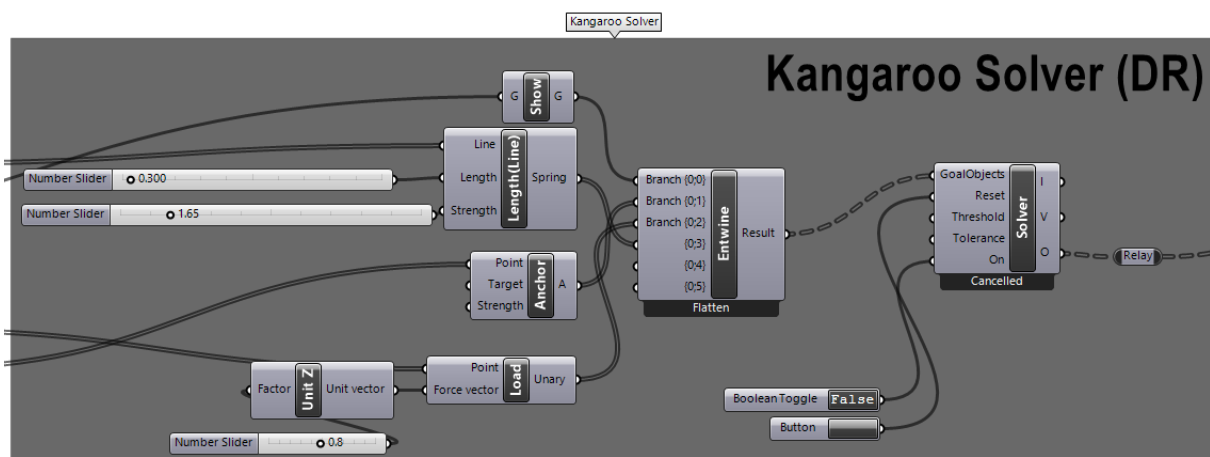 Kangaroo Solver
Kangaroo Solver (DR)
G Show G
Line
Length
Strength
Length(Line)
Spring
Number Slider 0.300
Number Slider 1.65
Point
Target
Strength
Anchor
A
Factor Unit Z Unit vector
Point
Force vector
Load
Unary
Number Slider 0.8
Branch {0;0}
Branch {0;1}
Branch {0;2}
{0;3}
{0;4}
{0;5}
Entwine
Result
Flatten
GoalObjects
Reset
Threshold
Tolerance
On
Solver
I
V
O
Cancelled
Relay
Boolean Toggle False
Button